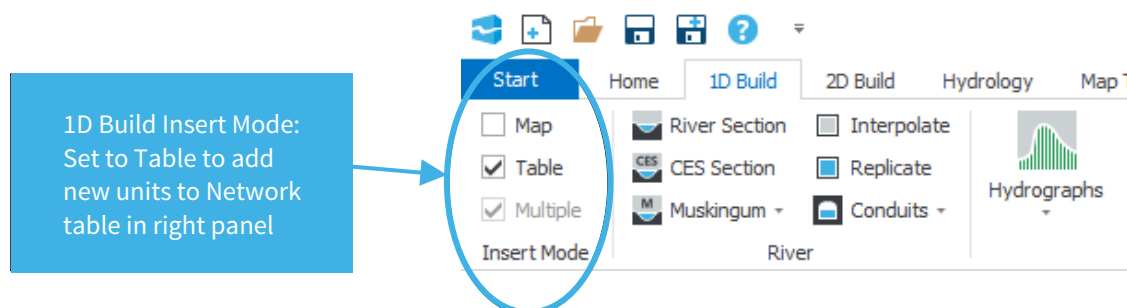 Start Home 1D Build 2D Build Hydrology Map
1D Build Insert Mode:
Set to Table to add
new units to Network
table in right panel
Map
Table
Multiple
Insert Mode
River Section
CES CES Section
M Muskingum
Interpolate
Replicate
Conduits
River
Hydrographs